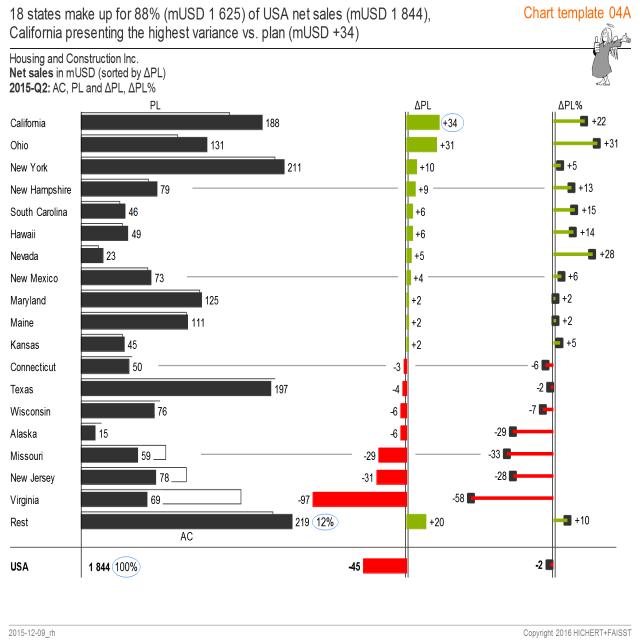 18 states make up for 88% (mUSD 1 625) of USA net sales (mUSD 1 844),
California presenting the highest variance vs. plan (mUSD +34)
Chart template 04A
Housing and Construction Inc.
Net sales in mUSD (sorted by ΔPL)
2015-Q2: AC, PL and ΔPL, ΔPL%
PL ΔPL ΔPL%
California 188 +34 +22
Ohio 131 +31 +31
New York 211 +10 +5
New Hampshire 79 +9 +13
South Carolina 46 +6 +15
Hawaii 49 +6 +14
Nevada 23 +5 +28
New Mexico 73 +4 +6
Maryland 125 +2 +2
Maine 111 +2 +2
Kansas 45 +2 +5
Connecticut 50 -3 -6
Texas 197 -4 -2
Wisconsin 76 -6 -7
Alaska 15 -6 -29
Missouri 59 -29 -33
New Jersey 78 -31 -28
Virginia 69 -97 -58
Rest 219 12% +20 +10
AC
USA 1 844 100% -45 -2
2015-12-09_rh
Copyright 2016 HICHERT+FAISST